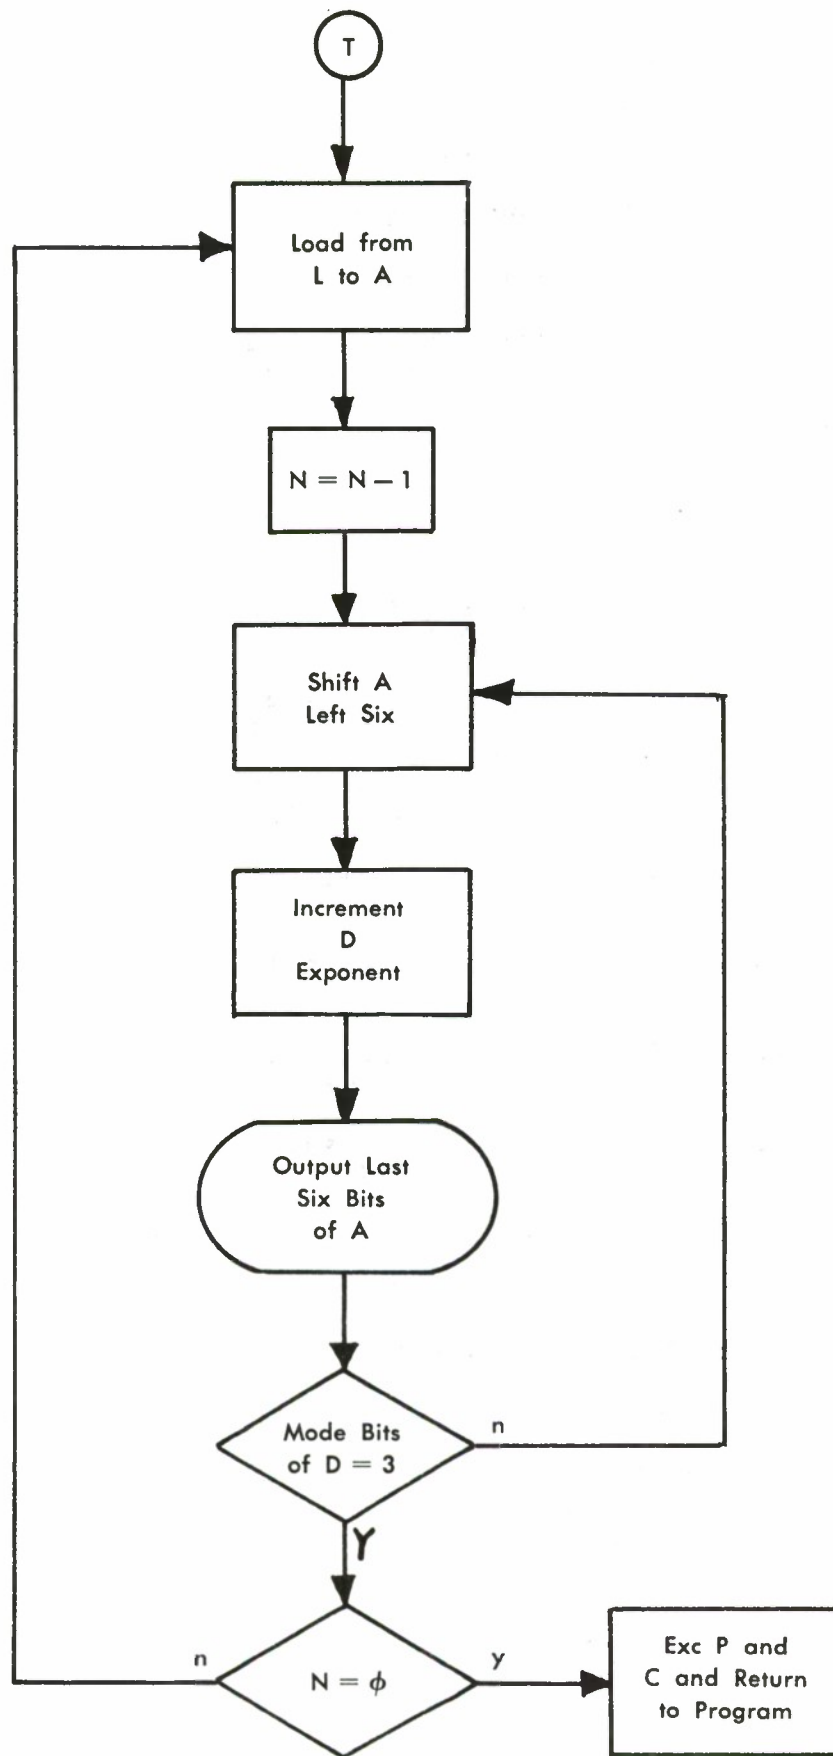 T
Load from
L to A
N = N – 1
Shift A
Left Six
Increment
D
Exponent
Output Last
Six Bits
of A
Mode Bits
of D = 3
n
Y
N = ϕ
n
y
Exc P and
C and Return
to Program